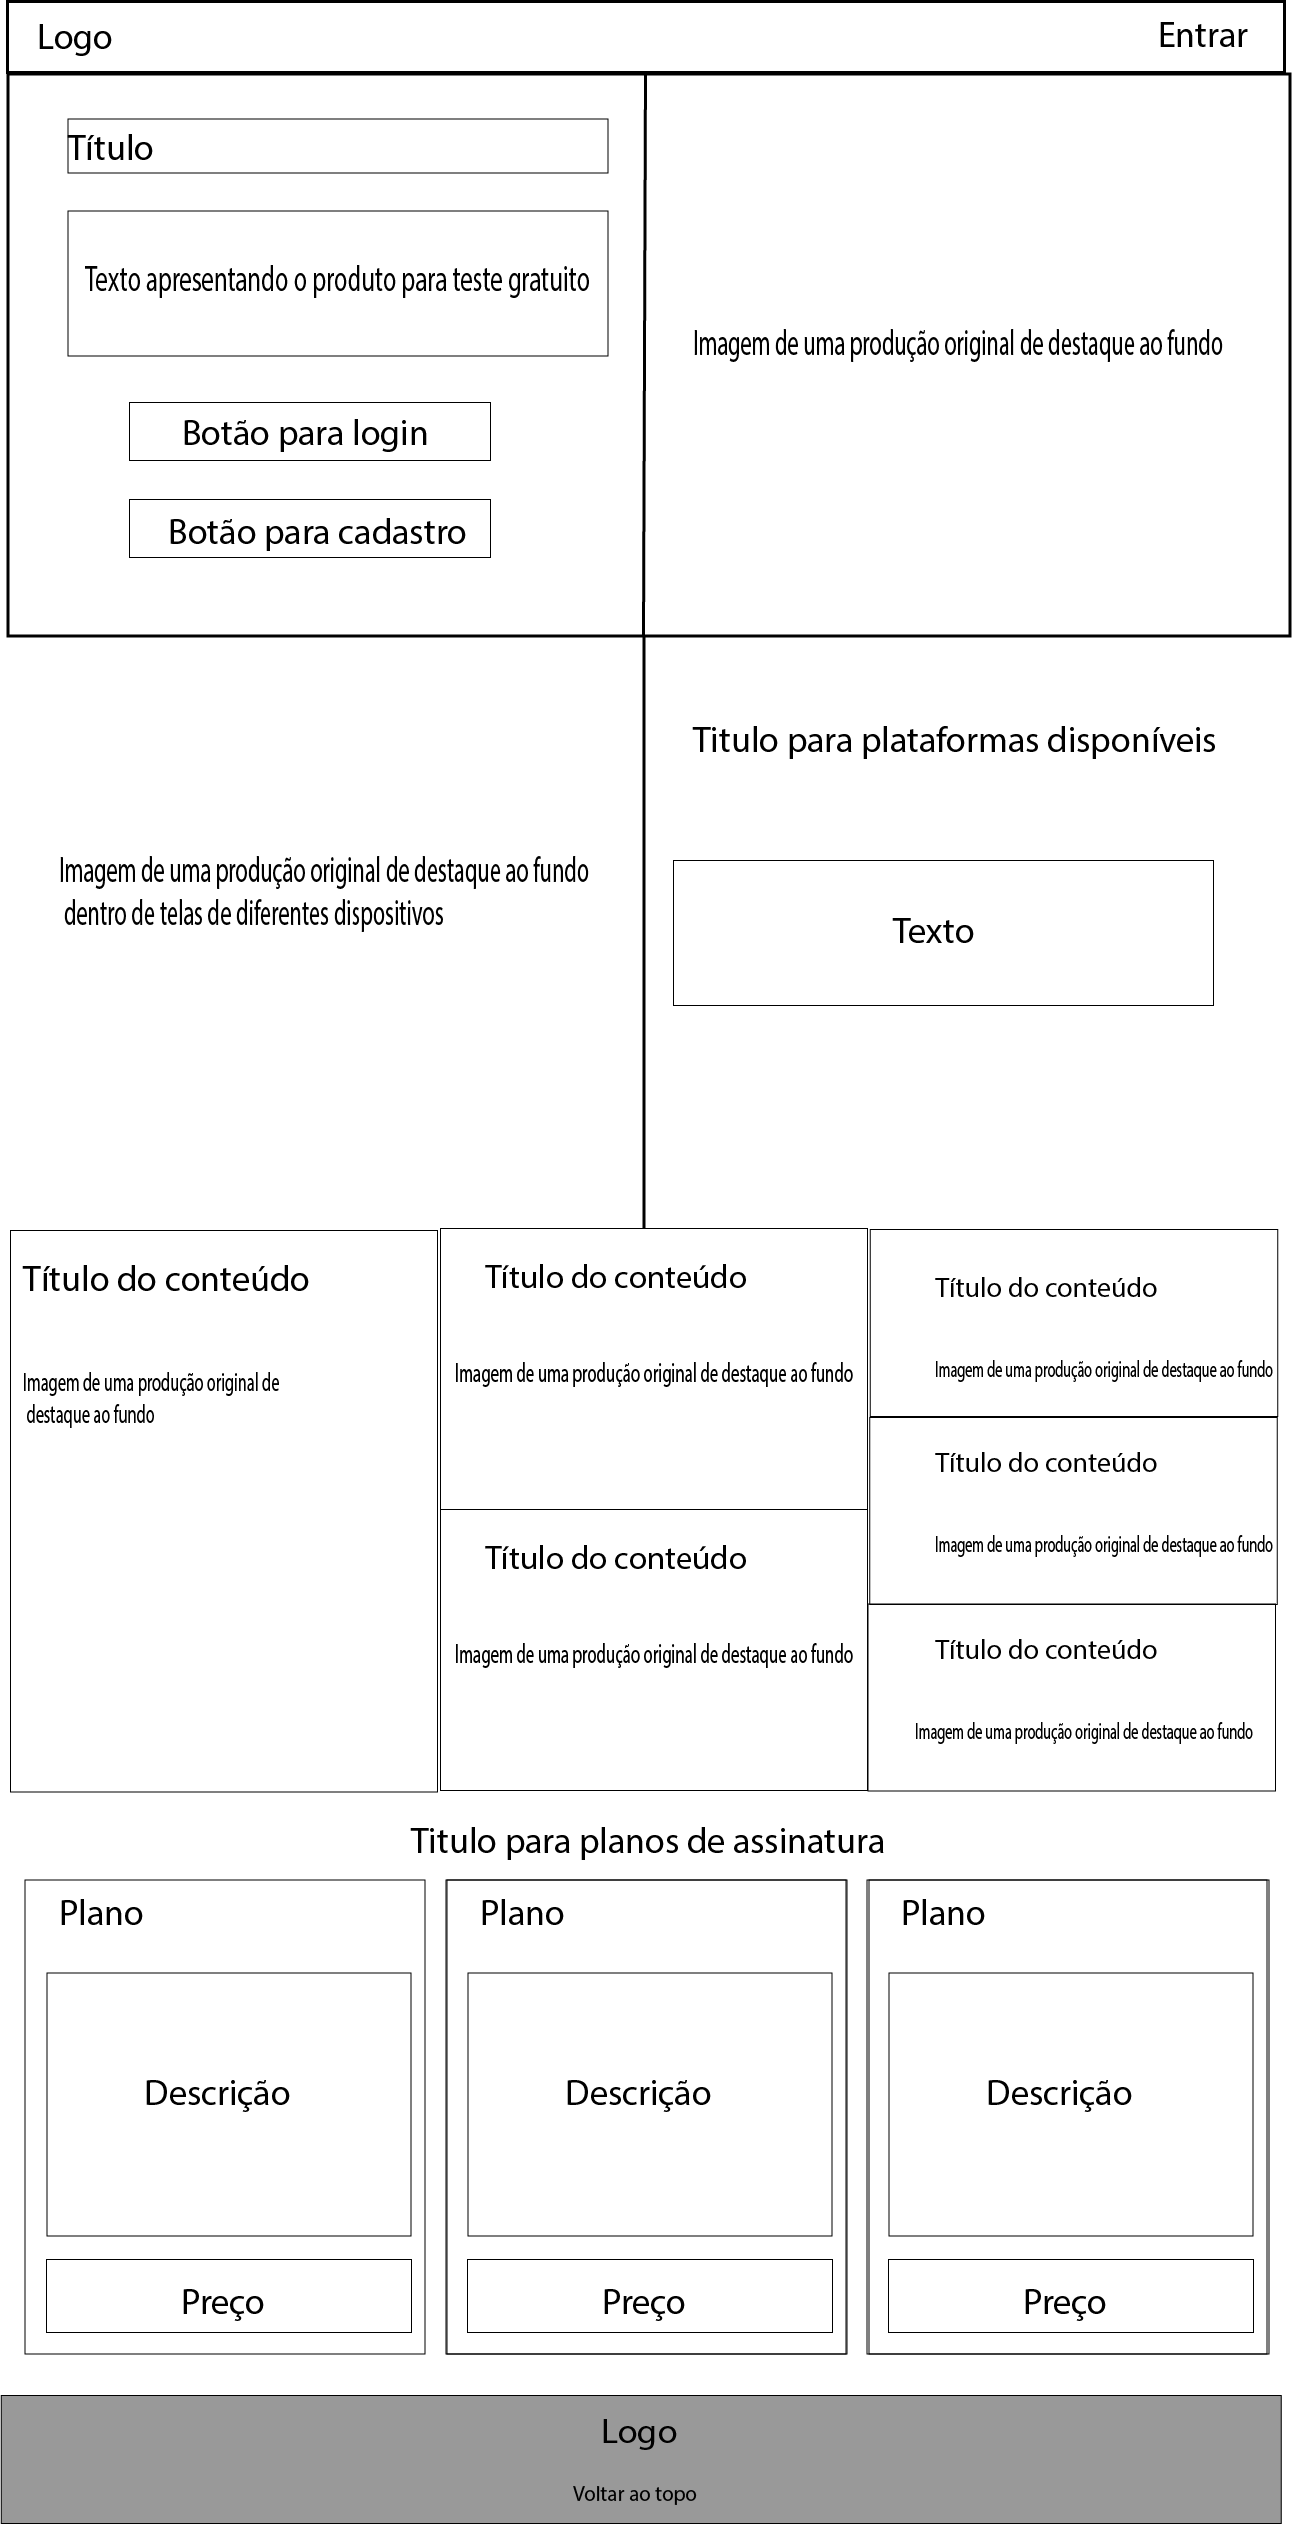 Logo
Entrar
Título
Texto apresentando o produto para teste gratuito
Botão para login
Botão para cadastro
Imagem de uma produção original de destaque ao fundo
Imagem de uma produção original de destaque ao fundo
dentro de telas de diferentes dispositivos
Titulo para plataformas disponíveis
Texto
Título do conteúdo
Imagem de uma produção original de
destaque ao fundo
Título do conteúdo
Imagem de uma produção original de destaque ao fundo
Título do conteúdo
Imagem de uma produção original de destaque ao fundo
Título do conteúdo
Imagem de uma produção original de destaque ao fundo
Título do conteúdo
Imagem de uma produção original de destaque ao fundo
Título do conteúdo
Imagem de uma produção original de destaque ao fundo
Titulo para planos de assinatura
Plano
Descrição
Preço
Plano
Descrição
Preço
Plano
Descrição
Preço
Logo
Voltar ao topo